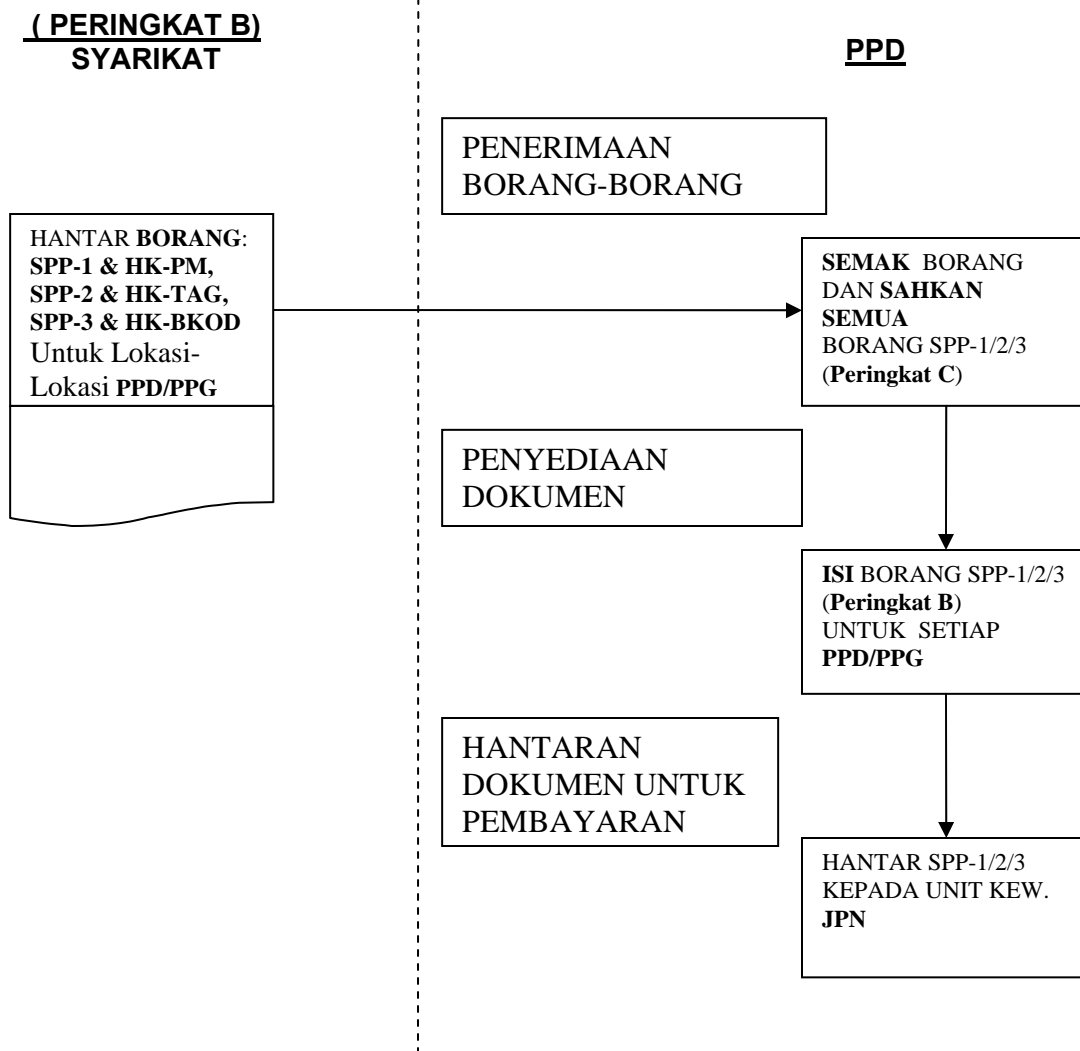 ( PERINGKAT B)
SYARIKAT
PPD
PENERIMAAN
BORANG-BORANG
HANTAR BORANG:
SPP-1 & HK-PM,
SPP-2 & HK-TAG,
SPP-3 & HK-BKOD
Untuk Lokasi-
Lokasi PPD/PPG
SEMAK BORANG
DAN SAHKAN
SEMUA
BORANG SPP-1/2/3
(Peringkat C)
PENYEDIAAN
DOKUMEN
ISI BORANG SPP-1/2/3
(Peringkat B)
UNTUK SETIAP
PPD/PPG
HANTARAN
DOKUMEN UNTUK
PEMBAYARAN
HANTAR SPP-1/2/3
KEPADA UNIT KEW.
JPN